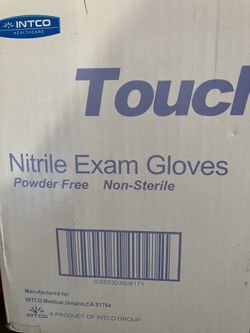 INTCO
HEALTHCARE
Touch
Nitrile Exam Gloves
Powder Free Non-Sterile
Manufactured for
INTCO Medical,Ontario,CA 91764
INTCO A PRODUCT OF INTCO GROUP